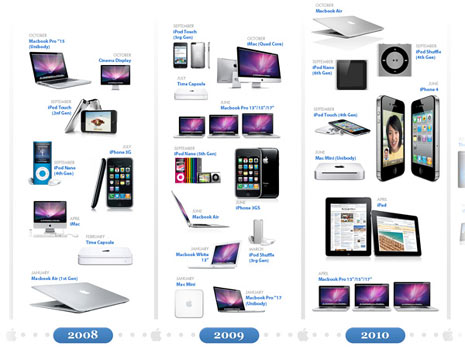 OCTOBER
Macbook Pro "15
(Unibody)
OCTOBER
Cinema Display
SEPTEMBER
iPod Touch
(2nd Gen)
SEPTEMBER
iPod Nano
(4th Gen)
JULY
iPhone 3G
APRIL
iMac
FEBRUARY
Time Capsule
JANUARY
Macbook Air (1st Gen)
2008
SEPTEMBER
iPod Touch
(3rd Gen)
OCTOBER
iMac (Quad Core)
JULY
Time Capsule
JUNE
Macbook Pro 13"/15"/17"
SEPTEMBER
iPod Nano (5th Gen)
JUNE
iPhone 3GS
JUNE
Macbook Air
MARCH
iPod Shuffle
(3rd Gen)
JANUARY
Macbook White
13"
JANUARY
Mac Mini
JANUARY
Macbook Pro "17
(Unibody)
2009
OCTOBER
Macbook Air
SEPTEMBER
iPod Shuffle
(4th Gen)
SEPTEMBER
iPod Nano
(6th Gen)
JUNE
iPhone 4
SEPTEMBER
iPod Touch (4th Gen)
JUNE
Mac Mini (Unibody)
APRIL
iPad
APRIL
Macbook Pro 13"/15"/17"
2010